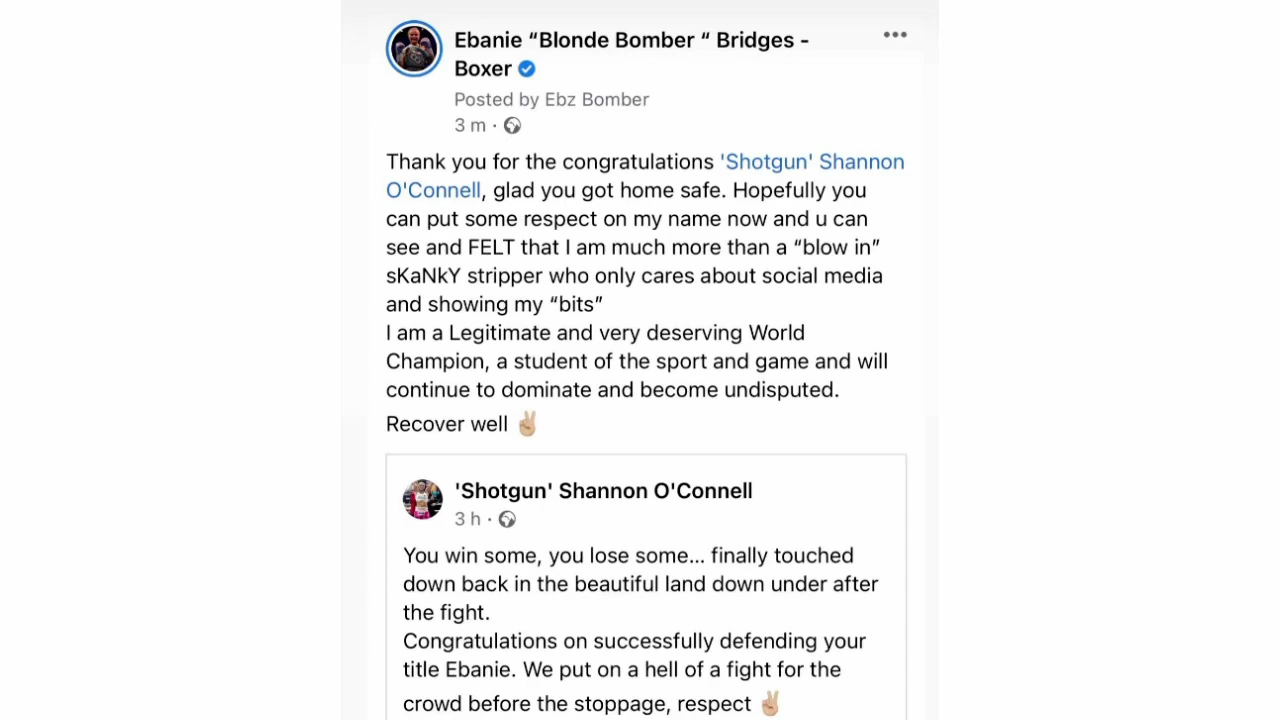 Ebanie “Blonde Bomber “ Bridges -
Boxer
Posted by Ebz Bomber
3 m ·
Thank you for the congratulations 'Shotgun' Shannon
O'Connell, glad you got home safe. Hopefully you
can put some respect on my name now and u can
see and FELT that I am much more than a “blow in”
sKaNkY stripper who only cares about social media
and showing my “bits”
I am a Legitimate and very deserving World
Champion, a student of the sport and game and will
continue to dominate and become undisputed.
Recover well ✌🏼
'Shotgun' Shannon O'Connell
3 h ·
You win some, you lose some... finally touched
down back in the beautiful land down under after
the fight.
Congratulations on successfully defending your
title Ebanie. We put on a hell of a fight for the
crowd before the stoppage, respect ✌🏼